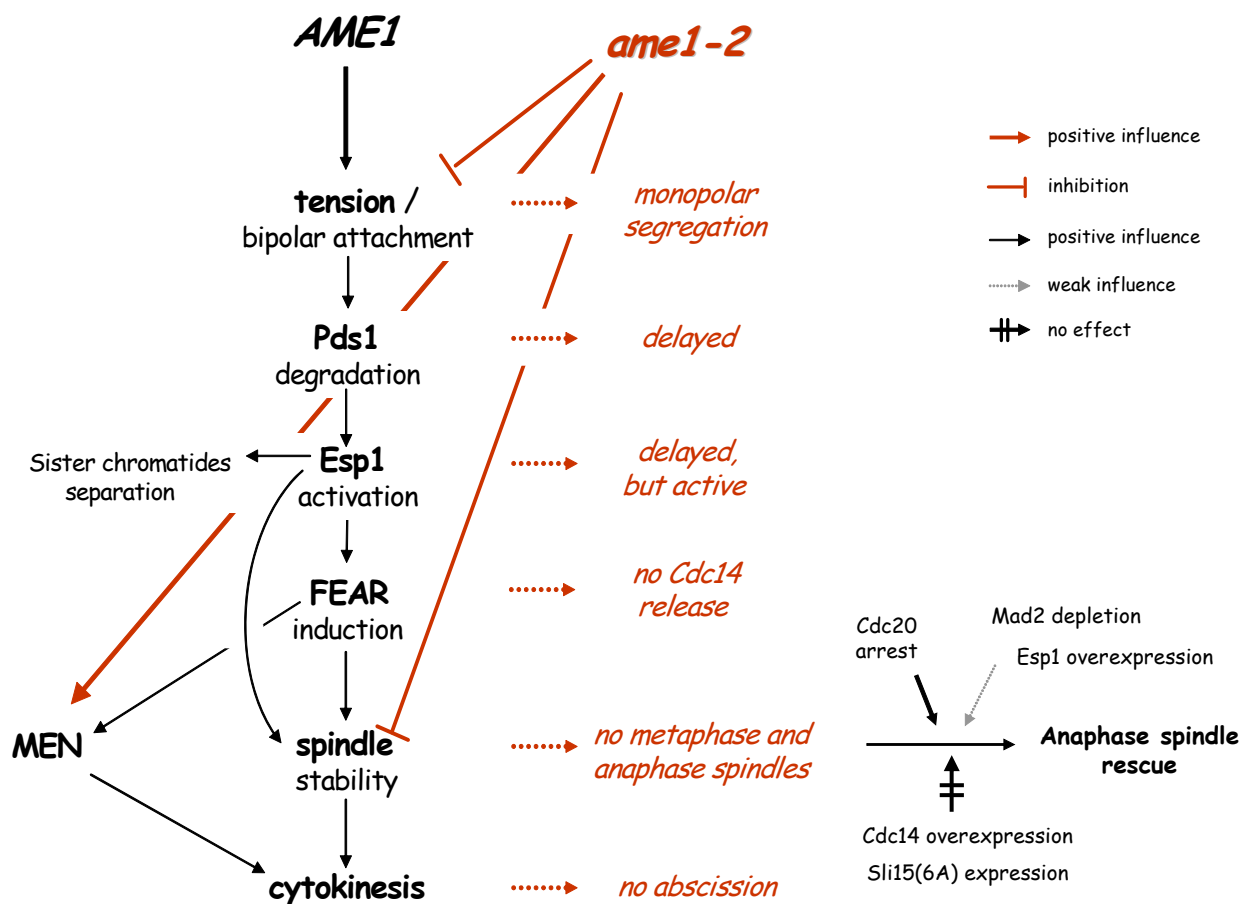 AME1
ame1-2
tension /
bipolar attachment
monopolar
segregation
Pds1
degradation
delayed
Sister chromatides
separation
Esp1
activation
delayed,
but active
FEAR
induction
no Cdc14
release
MEN
spindle
stability
no metaphase and
anaphase spindles
cytokinesis
no abscission
positive influence
inhibition
positive influence
weak influence
no effect
Cdc20
arrest
Mad2 depletion
Esp1 overexpression
Anaphase spindle
rescue
Cdc14 overexpression
Sli15(6A) expression